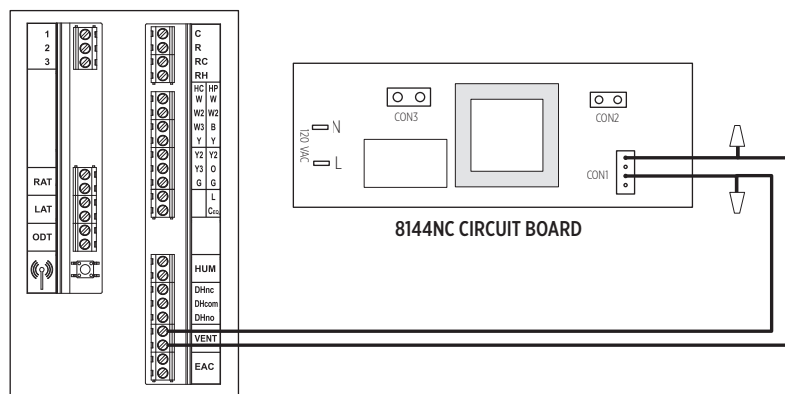 1
2
3
RAT
LAT
ODT
C
R
RC
RH
HC HP
W W
W2 W2
W3 B
Y Y
Y2 Y2
Y3 O
G G
L
CEQ
HUM
DHnc
DHcom
DHno
VENT
EAC
CON3
CON2
N
120 VAC
L
CON1
8144NC CIRCUIT BOARD